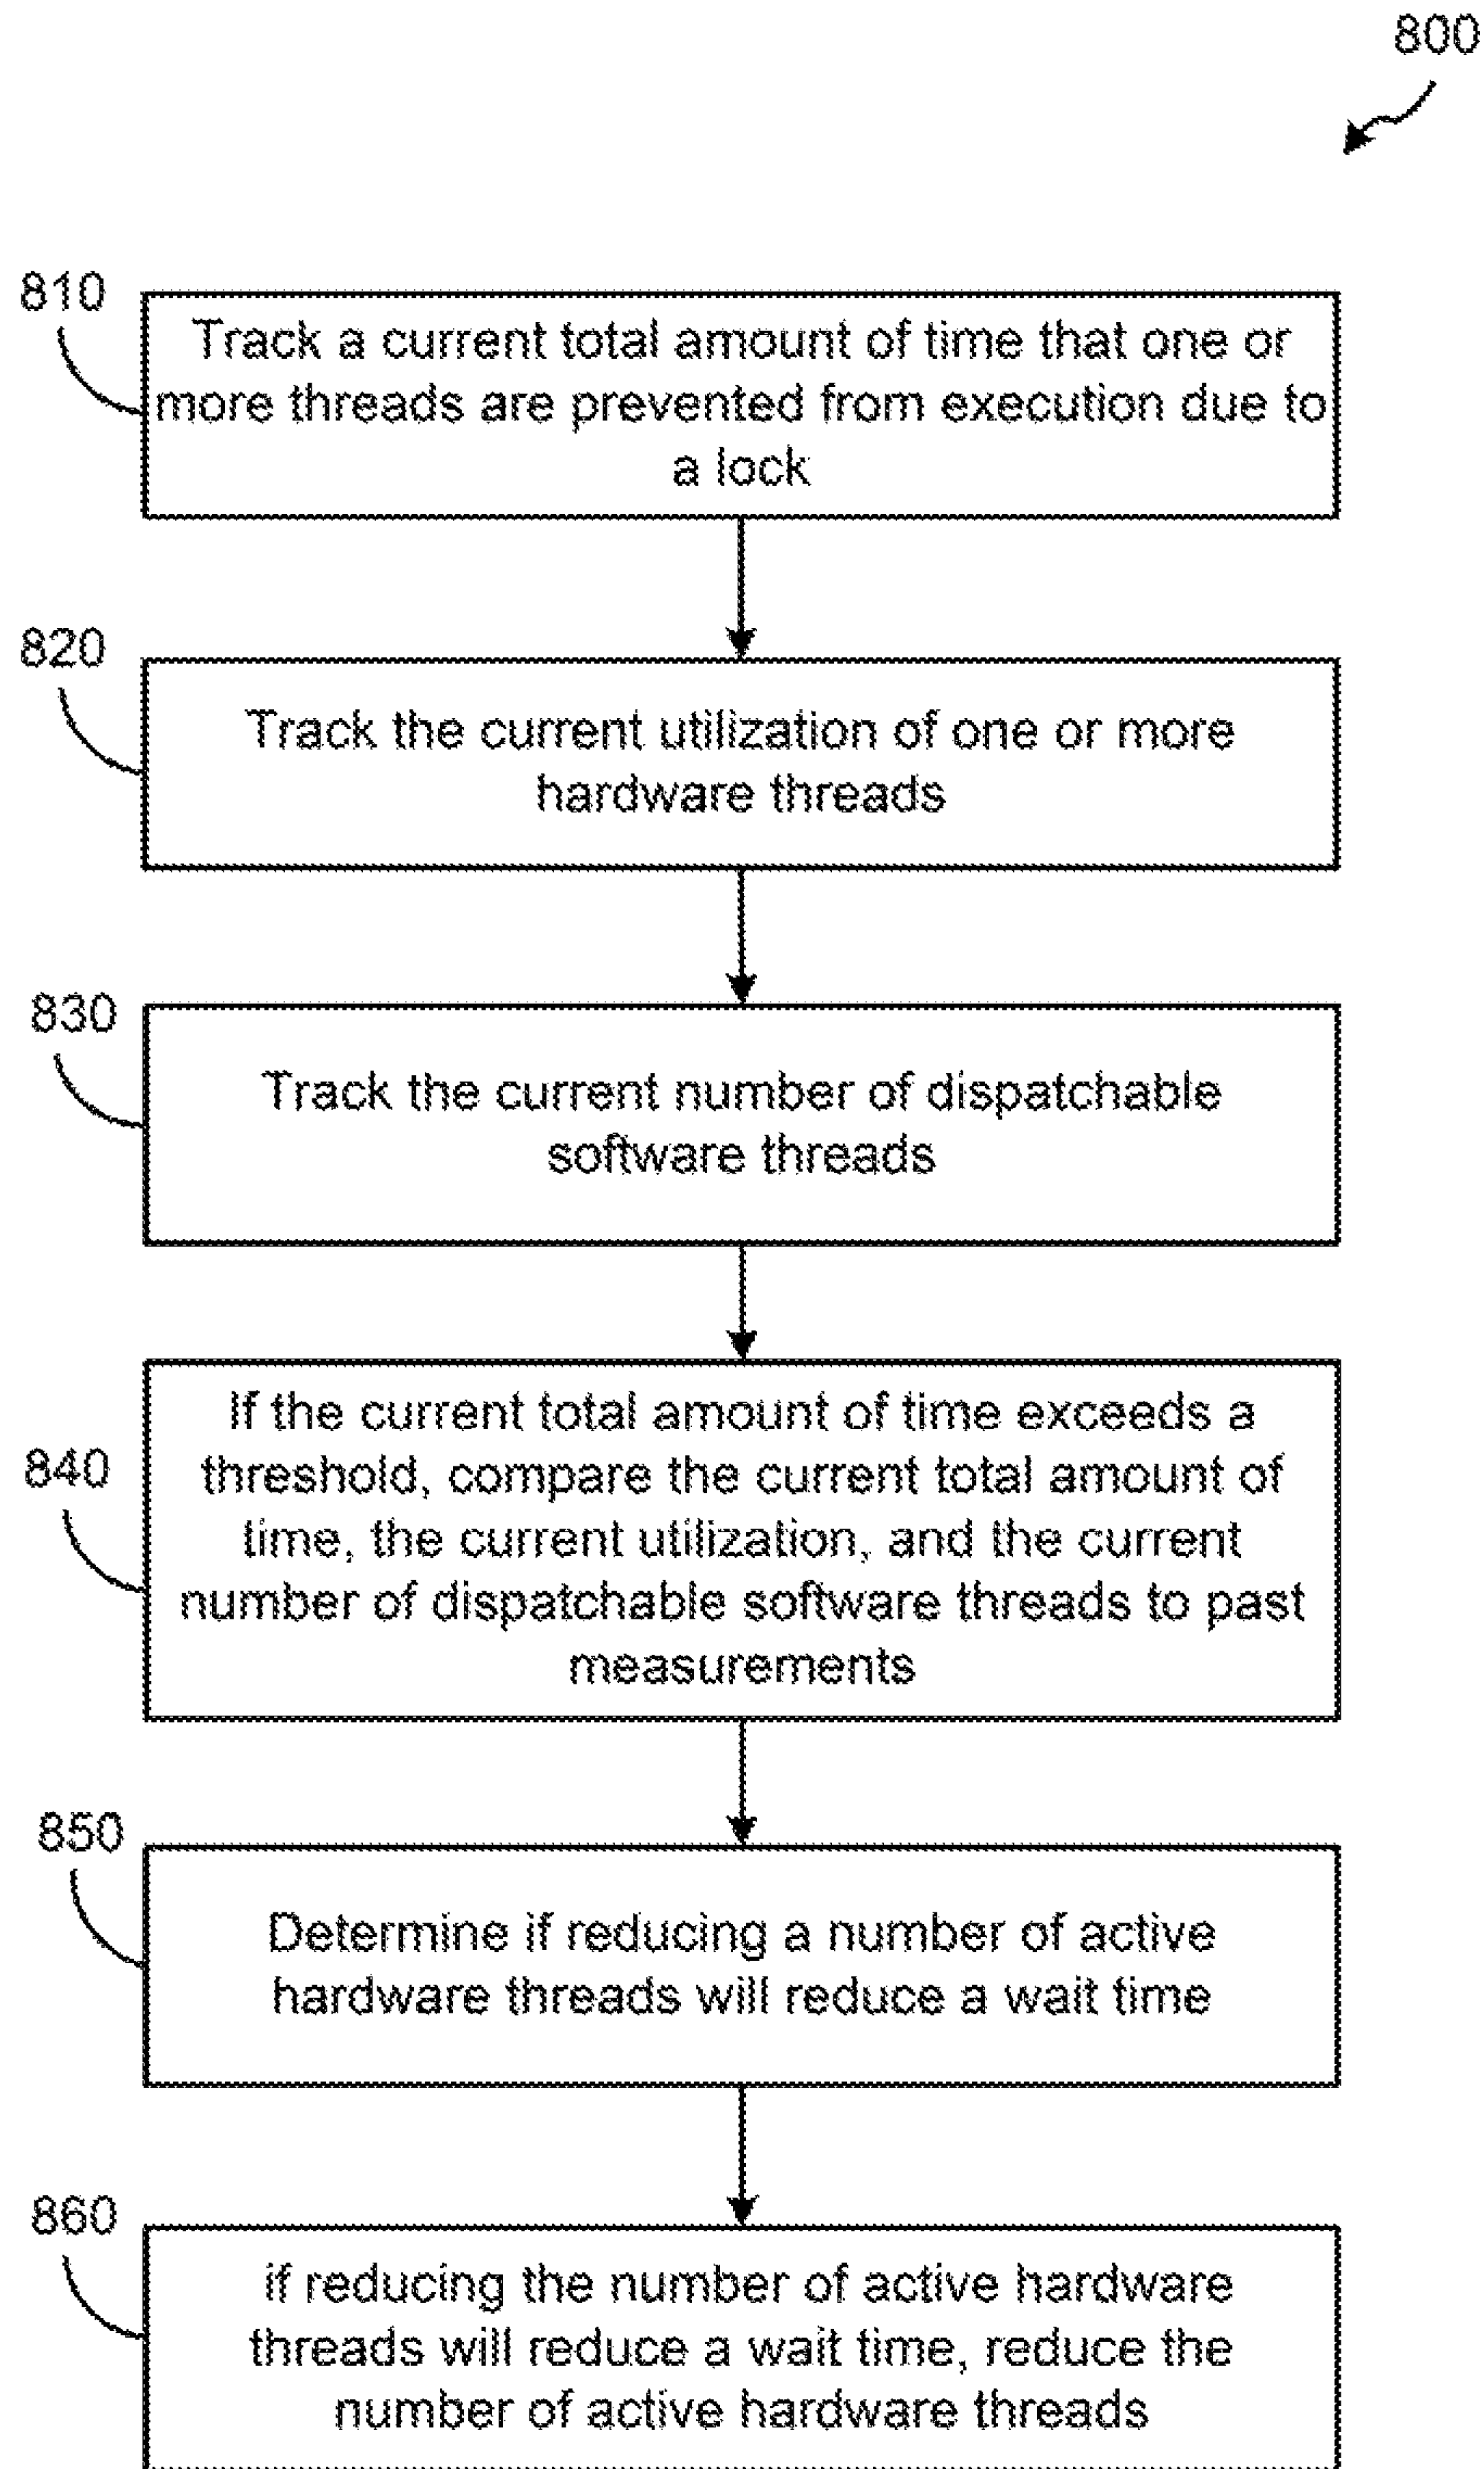 800
810
Track a current total amount of time that one or
more threads are prevented from execution due to
a lock
820
Track the current utilization of one or more
hardware threads
830
Track the current number of dispatchable
software threads
840
If the current total amount of time exceeds a
threshold, compare the current total amount of
time, the current utilization, and the current
number of dispatchable software threads to past
measurements
850
Determine if reducing a number of active
hardware threads will reduce a wait time
860
if reducing the number of active hardware
threads will reduce a wait time, reduce the
number of active hardware threads